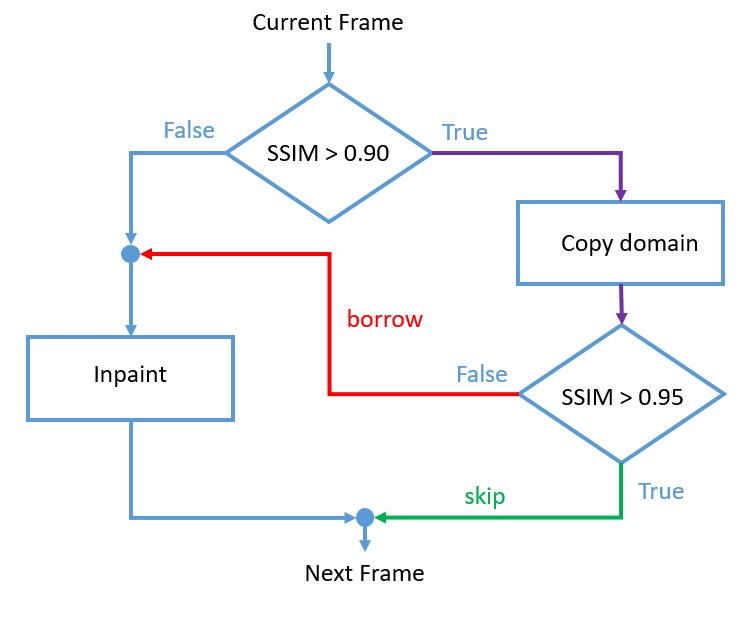 Current Frame
False
True
SSIM > 0.90
Copy domain
borrow
Inpaint
False
SSIM > 0.95
skip
True
Next Frame